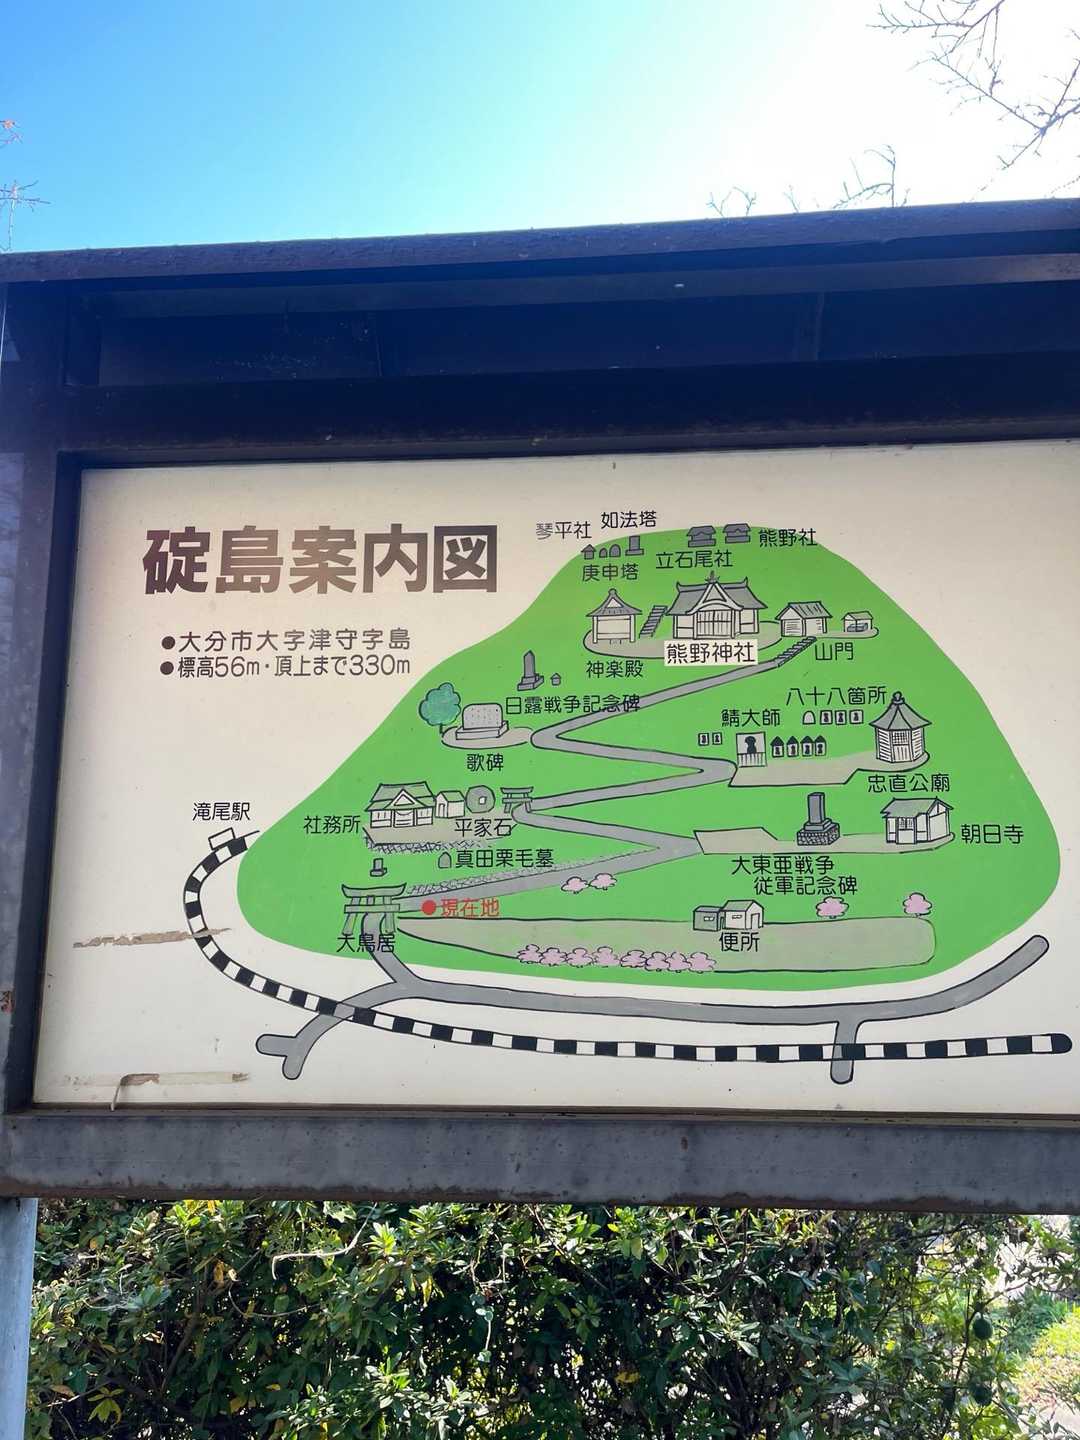 碇島案内図
●大分市大字津守字島
●標高56m・頂上まで330m
琴平社
如法塔
庚申塔
立石尾社
熊野社
神楽殿
熊野神社
山門
日露戦争記念碑
歌碑
鯖大師
八十八箇所
忠直公廟
滝尾駅
社務所
平家石
真田栗毛墓
大東亜戦争
従軍記念碑
朝日寺
●現在地
大鳥居
便所